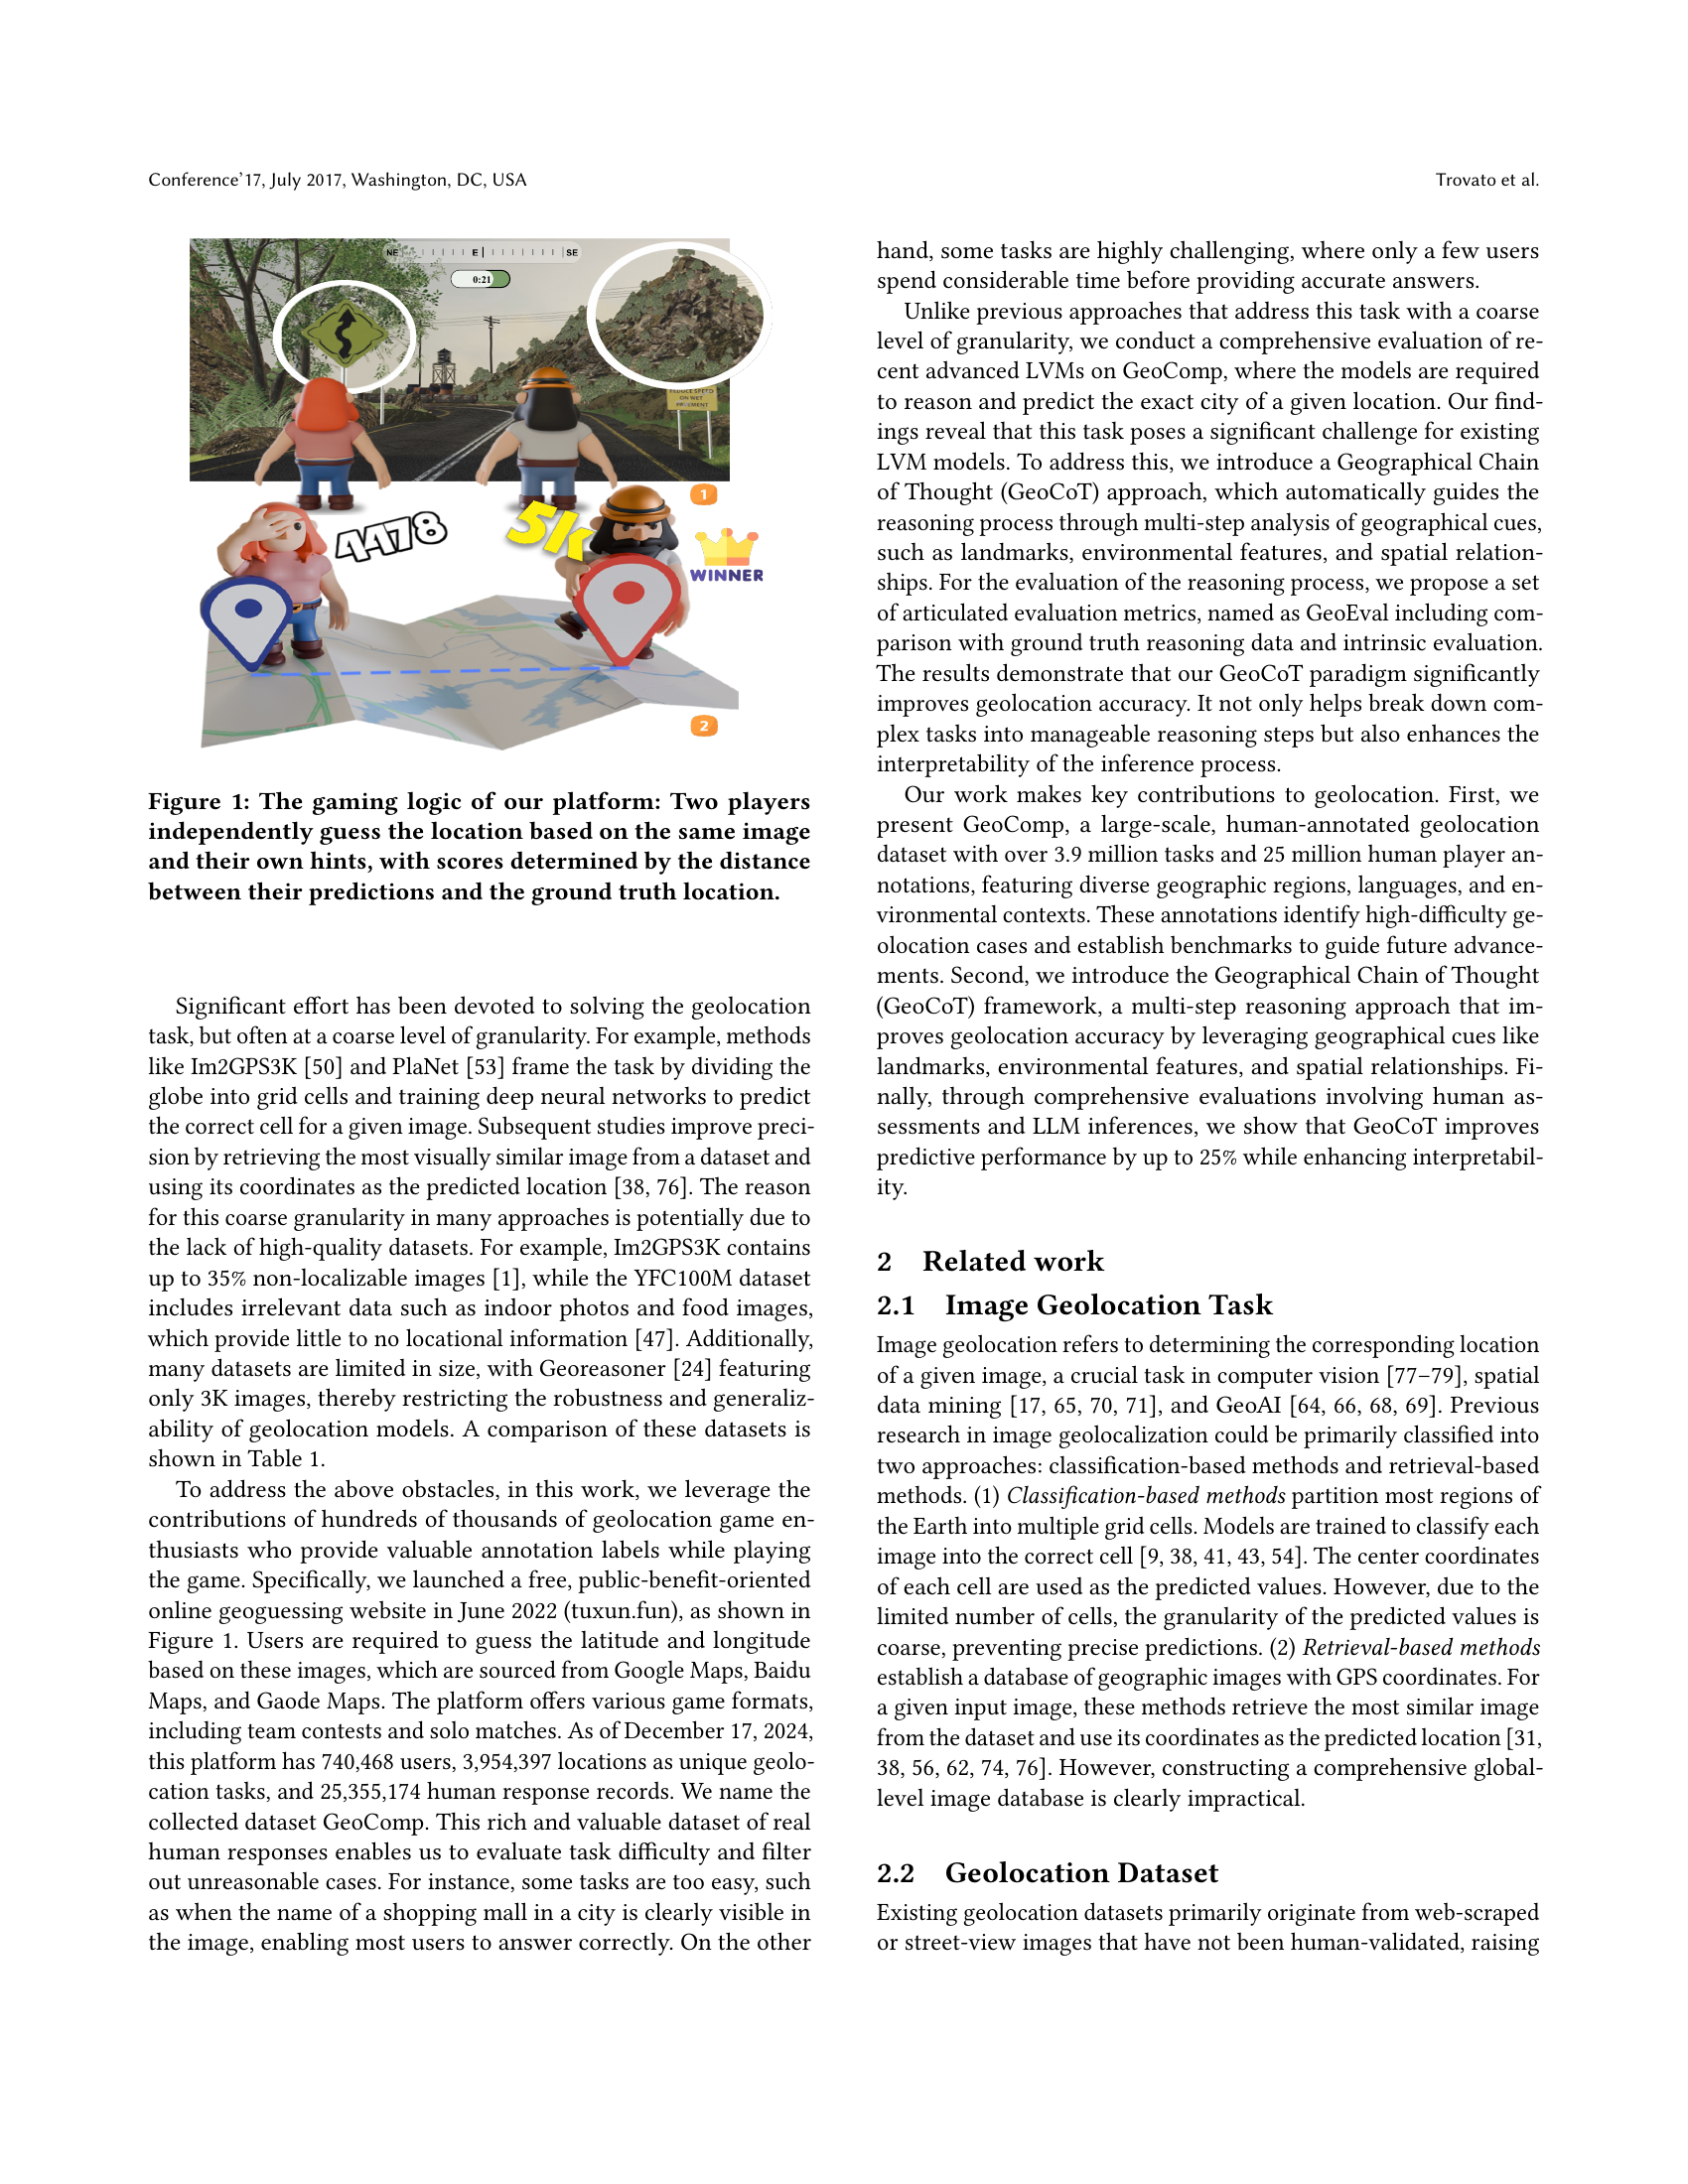 Conference'17, July 2017, Washington, DC, USA
Trovato et al.
NE
E
SE
0:21
REDUCE SPEED
ON WET
PAVEMENT
1
4478
5k
WINNER
2
Figure 1: The gaming logic of our platform: Two players
independently guess the location based on the same image
and their own hints, with scores determined by the distance
between their predictions and the ground truth location.
Significant effort has been devoted to solving the geolocation
task, but often at a coarse level of granularity. For example, methods
like Im2GPS3K [50] and PlaNet [53] frame the task by dividing the
globe into grid cells and training deep neural networks to predict
the correct cell for a given image. Subsequent studies improve preci-
sion by retrieving the most visually similar image from a dataset and
using its coordinates as the predicted location [38, 76]. The reason
for this coarse granularity in many approaches is potentially due to
the lack of high-quality datasets. For example, Im2GPS3K contains
up to 35% non-localizable images [1], while the YFC100M dataset
includes irrelevant data such as indoor photos and food images,
which provide little to no locational information [47]. Additionally,
many datasets are limited in size, with Georeasoner [24] featuring
only 3K images, thereby restricting the robustness and generaliz-
ability of geolocation models. A comparison of these datasets is
shown in Table 1.
To address the above obstacles, in this work, we leverage the
contributions of hundreds of thousands of geolocation game en-
thusiasts who provide valuable annotation labels while playing
the game. Specifically, we launched a free, public-benefit-oriented
online geoguessing website in June 2022 (tuxun.fun), as shown in
Figure 1. Users are required to guess the latitude and longitude
based on these images, which are sourced from Google Maps, Baidu
Maps, and Gaode Maps. The platform offers various game formats,
including team contests and solo matches. As of December 17, 2024,
this platform has 740,468 users, 3,954,397 locations as unique geolo-
cation tasks, and 25,355,174 human response records. We name the
collected dataset GeoComp. This rich and valuable dataset of real
human responses enables us to evaluate task difficulty and filter
out unreasonable cases. For instance, some tasks are too easy, such
as when the name of a shopping mall in a city is clearly visible in
the image, enabling most users to answer correctly. On the other
hand, some tasks are highly challenging, where only a few users
spend considerable time before providing accurate answers.
Unlike previous approaches that address this task with a coarse
level of granularity, we conduct a comprehensive evaluation of re-
cent advanced LVMs on GeoComp, where the models are required
to reason and predict the exact city of a given location. Our find-
ings reveal that this task poses a significant challenge for existing
LVM models. To address this, we introduce a Geographical Chain
of Thought (GeoCoT) approach, which automatically guides the
reasoning process through multi-step analysis of geographical cues,
such as landmarks, environmental features, and spatial relation-
ships. For the evaluation of the reasoning process, we propose a set
of articulated evaluation metrics, named as GeoEval including com-
parison with ground truth reasoning data and intrinsic evaluation.
The results demonstrate that our GeoCoT paradigm significantly
improves geolocation accuracy. It not only helps break down com-
plex tasks into manageable reasoning steps but also enhances the
interpretability of the inference process.
Our work makes key contributions to geolocation. First, we
present GeoComp, a large-scale, human-annotated geolocation
dataset with over 3.9 million tasks and 25 million human player an-
notations, featuring diverse geographic regions, languages, and en-
vironmental contexts. These annotations identify high-difficulty ge-
olocation cases and establish benchmarks to guide future advance-
ments. Second, we introduce the Geographical Chain of Thought
(GeoCoT) framework, a multi-step reasoning approach that im-
proves geolocation accuracy by leveraging geographical cues like
landmarks, environmental features, and spatial relationships. Fi-
nally, through comprehensive evaluations involving human as-
sessments and LLM inferences, we show that GeoCoT improves
predictive performance by up to 25% while enhancing interpretabil-
ity.
2 Related work
2.1 Image Geolocation Task
Image geolocation refers to determining the corresponding location
of a given image, a crucial task in computer vision [77–79], spatial
data mining [17, 65, 70, 71], and GeoAI [64, 66, 68, 69]. Previous
research in image geolocalization could be primarily classified into
two approaches: classification-based methods and retrieval-based
methods. (1) Classification-based methods partition most regions of
the Earth into multiple grid cells. Models are trained to classify each
image into the correct cell [9, 38, 41, 43, 54]. The center coordinates
of each cell are used as the predicted values. However, due to the
limited number of cells, the granularity of the predicted values is
coarse, preventing precise predictions. (2) Retrieval-based methods
establish a database of geographic images with GPS coordinates. For
a given input image, these methods retrieve the most similar image
from the dataset and use its coordinates as the predicted location [31,
38, 56, 62, 74, 76]. However, constructing a comprehensive global-
level image database is clearly impractical.
2.2 Geolocation Dataset
Existing geolocation datasets primarily originate from web-scraped
or street-view images that have not been human-validated, raising